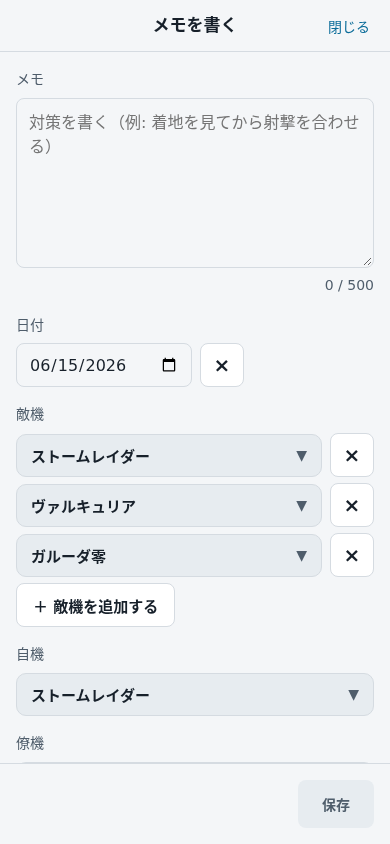 メモを書く
閉じる
メモ
対策を書く（例: 着地を見てから射撃を合わせ
る）
0 / 500
日付
06/15/2026
×
敵機
ストームレイダー ▼
×
ヴァルキュリア ▼
×
ガルーダ零 ▼
×
＋ 敵機を追加する
自機
ストームレイダー ▼
僚機
保存